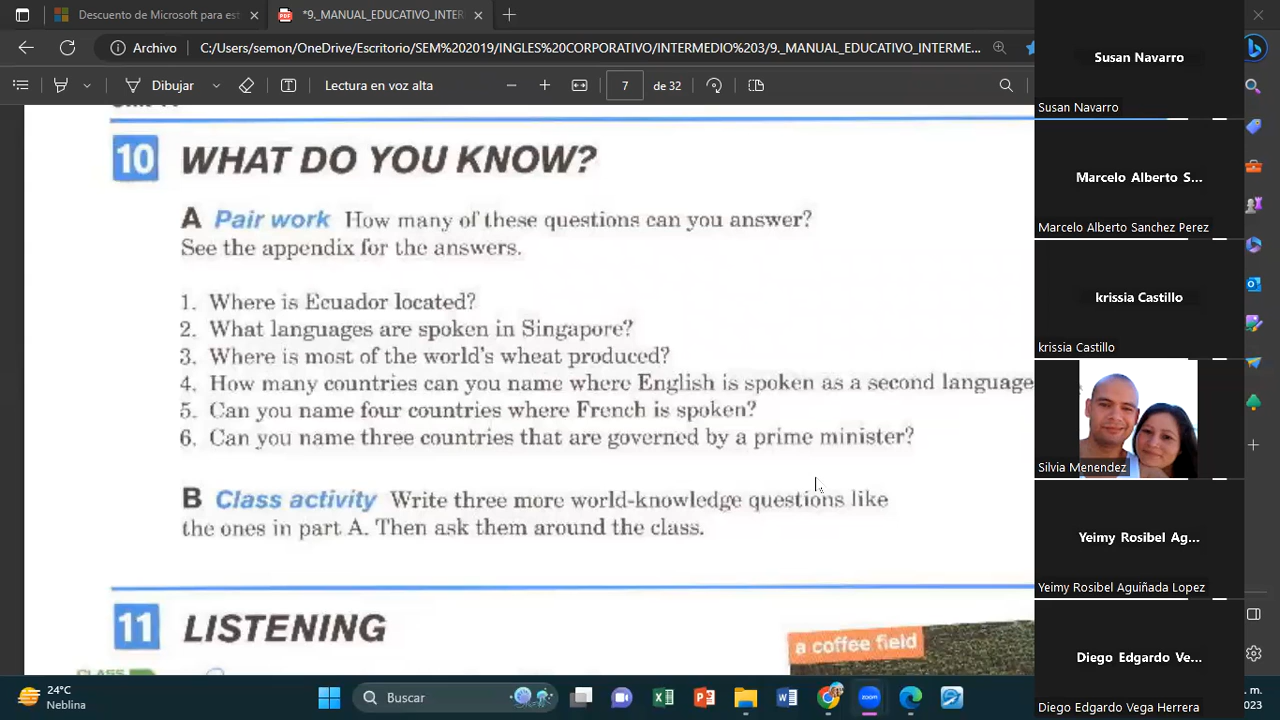 Descuento de Microsoft para est
*9._MANUAL_EDUCATIVO_INTER
Archivo
C:/Users/semon/OneDrive/Escritorio/SEM%202019/INGLES%20CORPORATIVO/INTERMEDIO%203/9._MANUAL_EDUCATIVO_INTERME...
Dibujar
Lectura en voz alta
7
de 32
10 WHAT DO YOU KNOW?
A Pair work How many of these questions can you answer?
See the appendix for the answers.
1. Where is Ecuador located?
2. What languages are spoken in Singapore?
3. Where is most of the world's wheat produced?
4. How many countries can you name where English is spoken as a second language
5. Can you name four countries where French is spoken?
6. Can you name three countries that are governed by a prime minister?
B Class activity Write three more world-knowledge questions like
the ones in part A. Then ask them around the class.
11 LISTENING
a coffee field
Susan Navarro
Susan Navarro
Marcelo Alberto S...
Marcelo Alberto Sanchez Perez
krissia Castillo
krissia Castillo
Silvia Menendez
Yeimy Rosibel Ag...
Yeimy Rosibel Aguiñada Lopez
Diego Edgardo Ve...
Diego Edgardo Vega Herrera
24°C
Neblina
Buscar
zoom
. m.
023